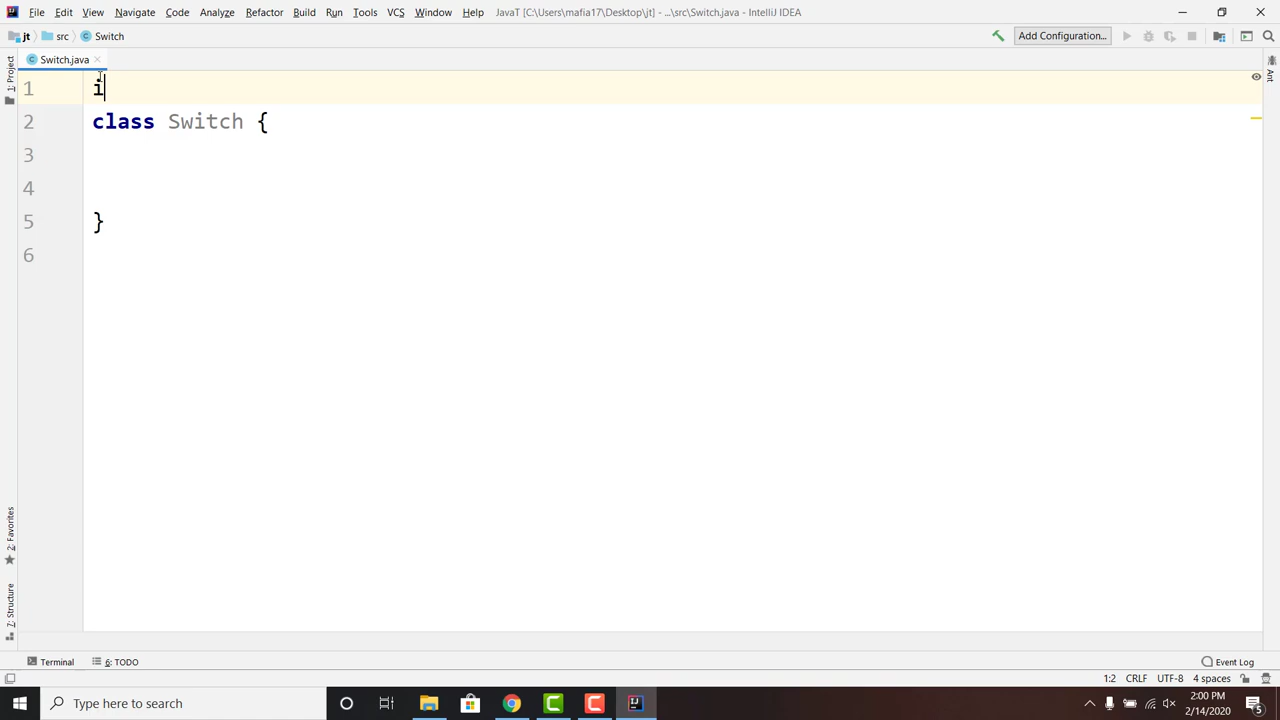 File Edit View Navigate Code Analyze Refactor Build Run Tools VCS Window Help JavaT [C:\Users\mafia17\Desktop\jt] - ...\src\Switch.java - IntelliJ IDEA
jt src Switch Add Configuration...
Switch.java
1: Project
Ant
1 i
2 class Switch {
3
4
5 }
6
2: Favorites
7: Structure
Terminal 6: TODO Event Log
1:2 CRLF UTF-8 4 spaces
Type here to search
2:00 PM
2/14/2020
5